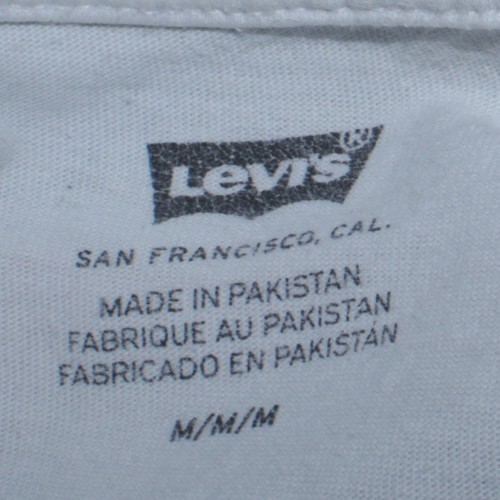 Levi's®
SAN FRANCISCO, CAL.
MADE IN PAKISTAN
FABRIQUE AU PAKISTAN
FABRICADO EN PAKISTÁN
M/M/M